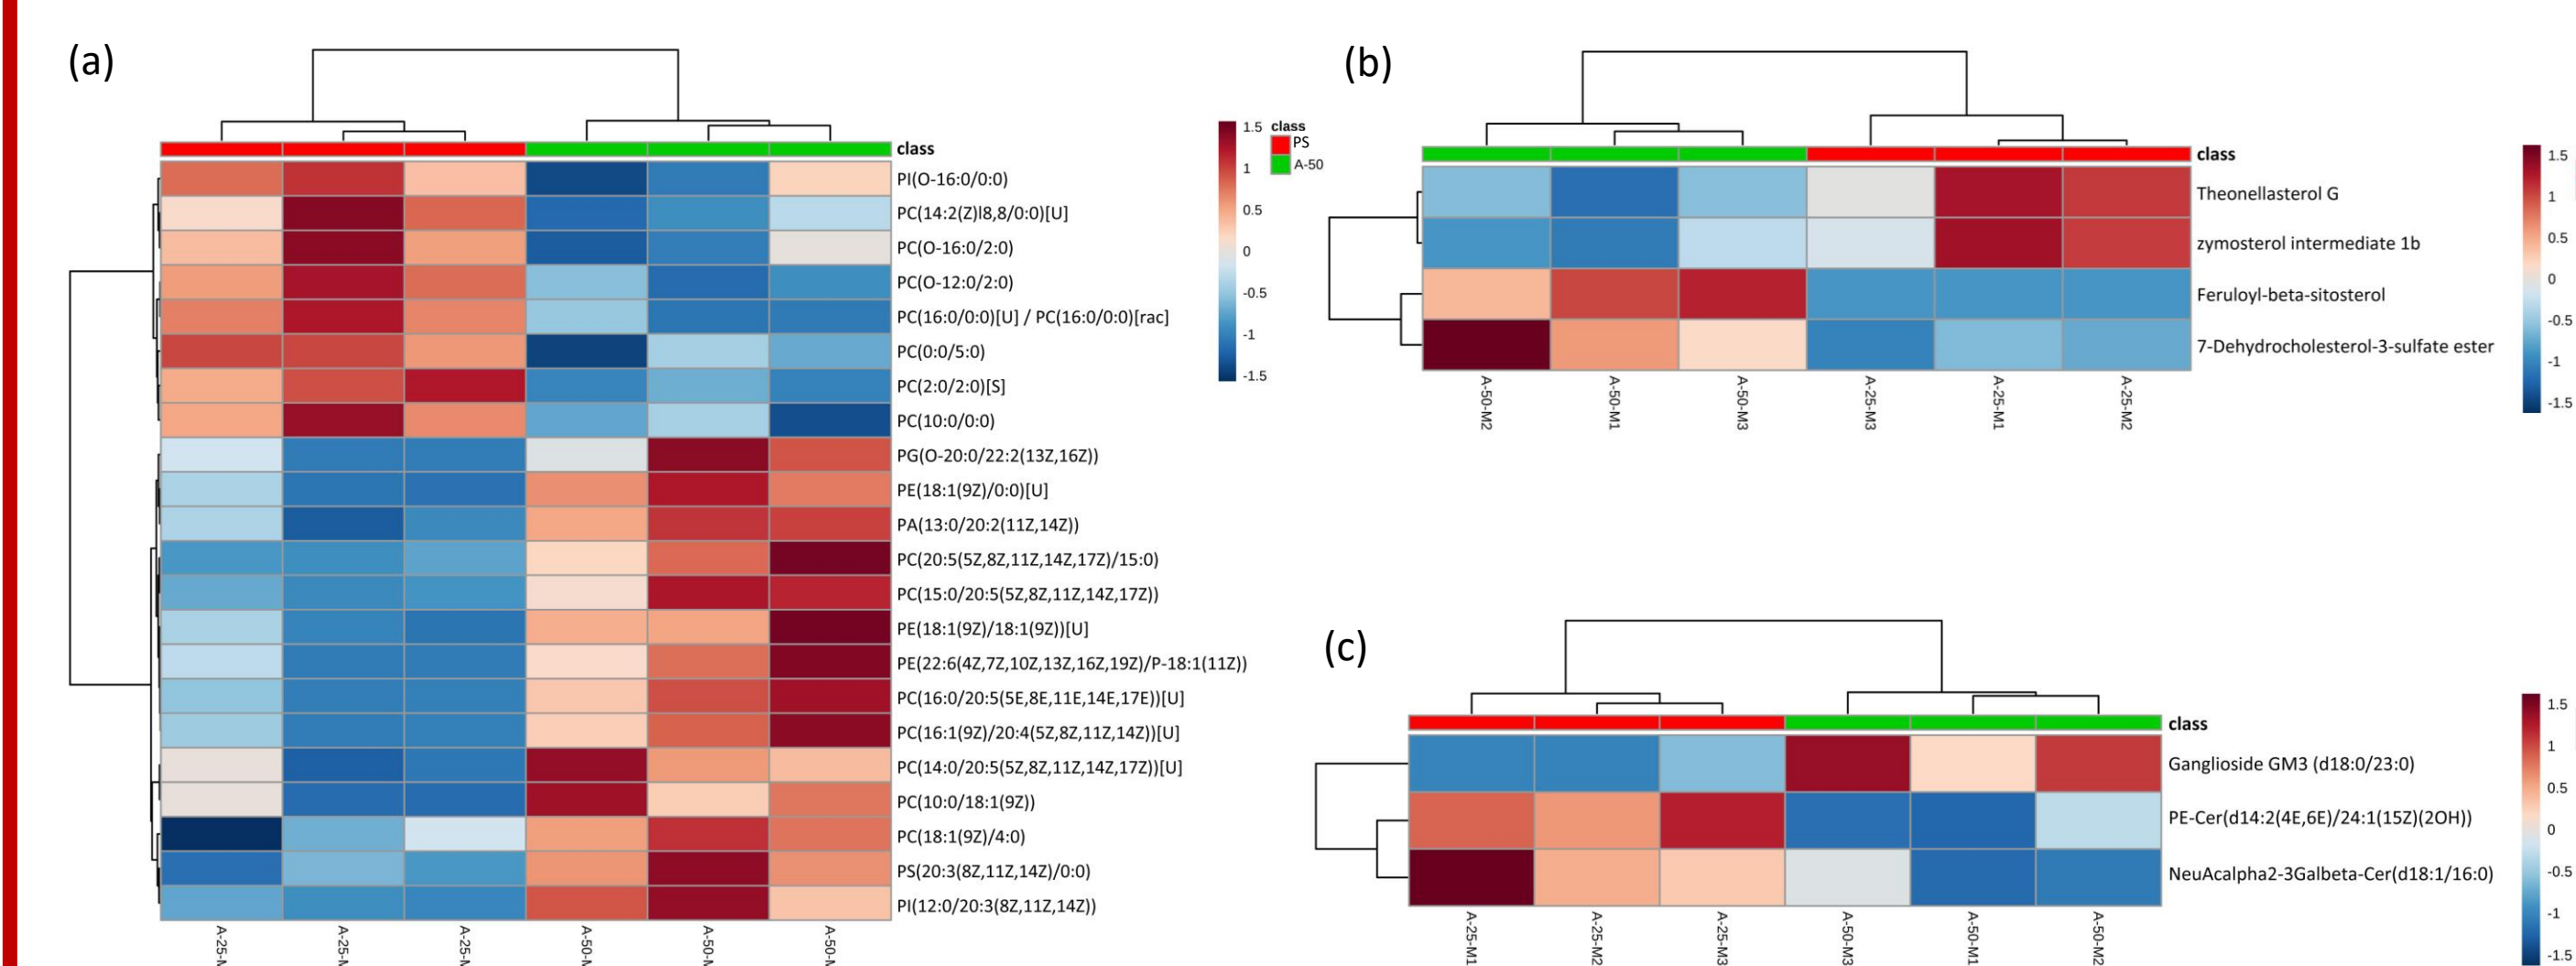 (a)
class
PI(O-16:0/0:0)
PC(14:2(Z)l8,8/0:0)[U]
PC(O-16:0/2:0)
PC(O-12:0/2:0)
PC(16:0/0:0)[U] / PC(16:0/0:0)[rac]
PC(0:0/5:0)
PC(2:0/2:0)[S]
PC(10:0/0:0)
PG(O-20:0/22:2(13Z,16Z))
PE(18:1(9Z)/0:0)[U]
PA(13:0/20:2(11Z,14Z))
PC(20:5(5Z,8Z,11Z,14Z,17Z)/15:0)
PC(15:0/20:5(5Z,8Z,11Z,14Z,17Z))
PE(18:1(9Z)/18:1(9Z))[U]
PE(22:6(4Z,7Z,10Z,13Z,16Z,19Z)/P-18:1(11Z))
PC(16:0/20:5(5E,8E,11E,14E,17E))[U]
PC(16:1(9Z)/20:4(5Z,8Z,11Z,14Z))[U]
PC(14:0/20:5(5Z,8Z,11Z,14Z,17Z))[U]
PC(10:0/18:1(9Z))
PC(18:1(9Z)/4:0)
PS(20:3(8Z,11Z,14Z)/0:0)
PI(12:0/20:3(8Z,11Z,14Z))
A-25-M
A-25-M
A-25-M
A-50-M
A-50-M
A-50-M
1.5
1
0.5
0
-0.5
-1
-1.5
class
PS
A-50
(b)
class
Theonellasterol G
zymosterol intermediate 1b
Feruloyl-beta-sitosterol
7-Dehydrocholesterol-3-sulfate ester
A-50-M2
A-50-M1
A-50-M3
A-25-M3
A-25-M1
A-25-M2
1.5
1
0.5
0
-0.5
-1
-1.5
(c)
class
Ganglioside GM3 (d18:0/23:0)
PE-Cer(d14:2(4E,6E)/24:1(15Z)(2OH))
NeuAcalpha2-3Galbeta-Cer(d18:1/16:0)
A-25-M1
A-25-M2
A-25-M3
A-50-M3
A-50-M1
A-50-M2
1.5
1
0.5
0
-0.5
-1
-1.5